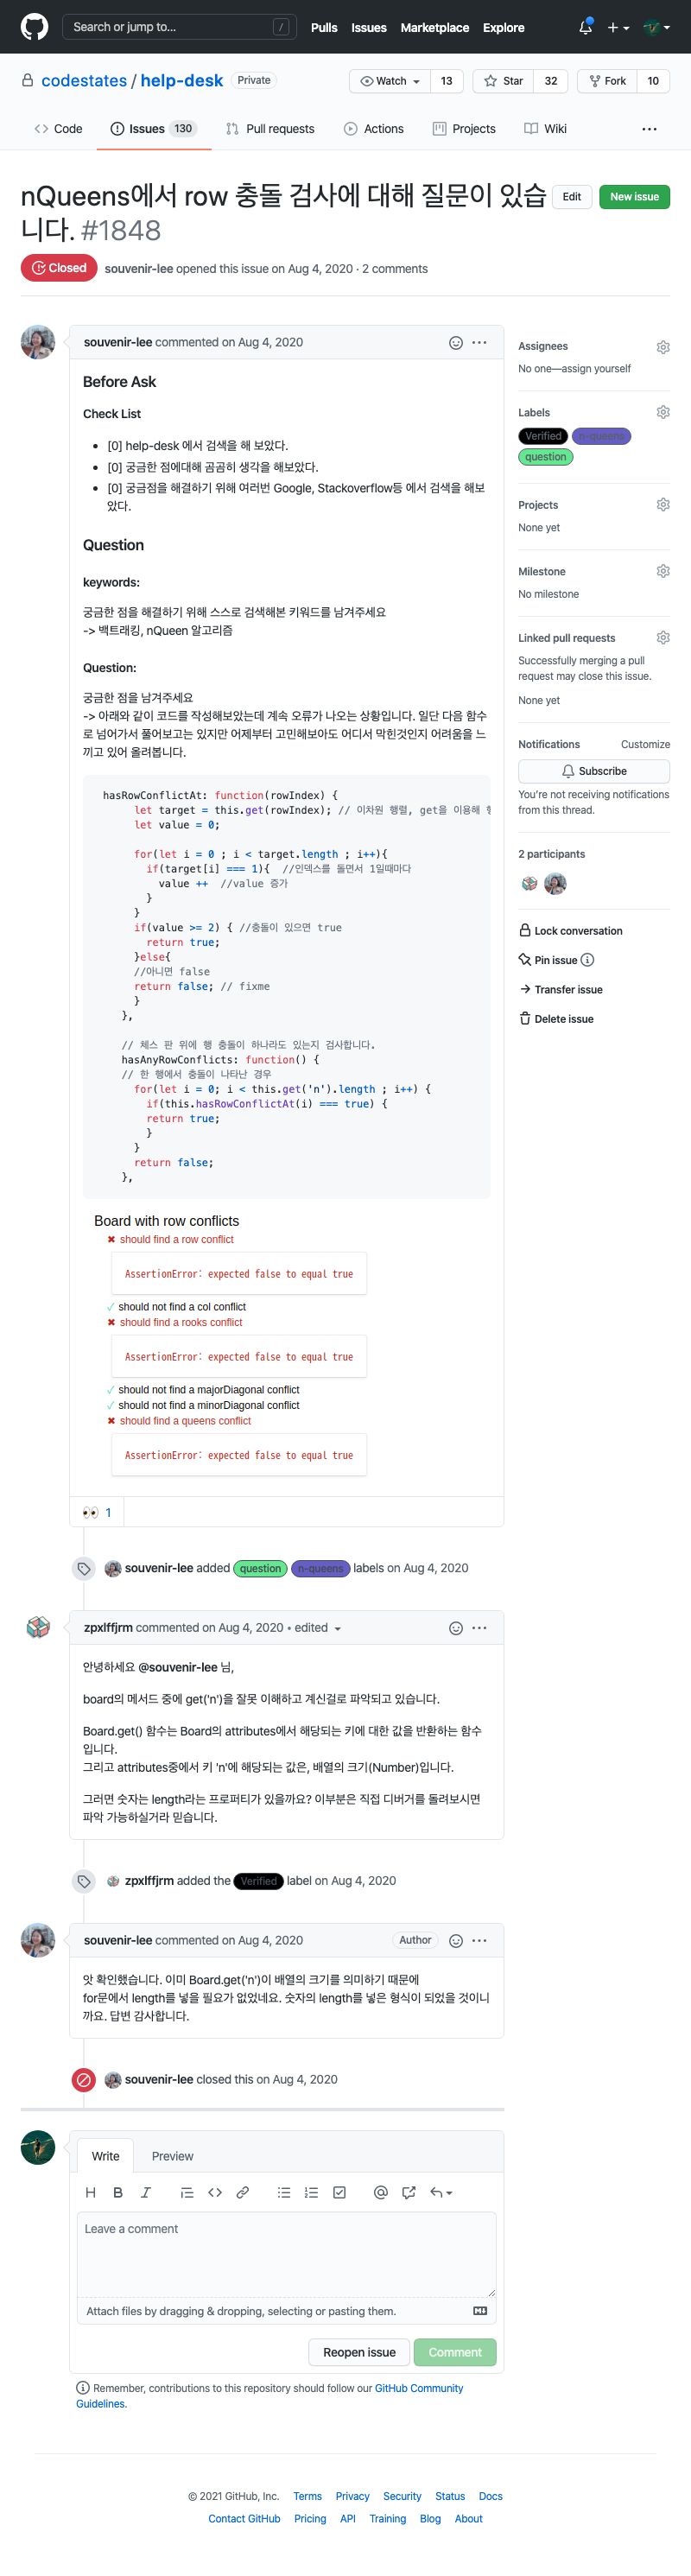 Search or jump to...
/
Pulls Issues Marketplace Explore
codestates / help-desk Private
Watch 13 Star 32 Fork 10
Code Issues 130 Pull requests Actions Projects Wiki ...
nQueens에서 row 충돌 검사에 대해 질문이 있습
니다. #1848
Edit New issue
Closed souvenir-lee opened this issue on Aug 4, 2020 · 2 comments
souvenir-lee commented on Aug 4, 2020
Before Ask
Check List
• [0] help-desk 에서 검색을 해 보았다.
• [0] 궁금한 점에대해 곰곰히 생각을 해보았다.
• [0] 궁금점을 해결하기 위해 여러번 Google, Stackoverflow등 에서 검색을 해보
았다.
Question
keywords:
궁금한 점을 해결하기 위해 스스로 검색해본 키워드를 남겨주세요
-> 백트래킹, nQueen 알고리즘
Question:
궁금한 점을 남겨주세요
-> 아래와 같이 코드를 작성해보았는데 계속 오류가 나오는 상황입니다. 일단 다음 함수
로 넘어가서 풀어보고는 있지만 어제부터 고민해보아도 어디서 막힌것인지 어려움을 느
끼고 있어 올려봅니다.
hasRowConflictAt: function(rowIndex) {
let target = this.get(rowIndex); // 이차원 행렬, get을 이용해
let value = 0;
for(let i = 0 ; i < target.length ; i++){
if(target[i] === 1){ //인덱스를 돌면서 1일때마다
value ++ //value 증가
}
}
if(value >= 2) { //충돌이 있으면 true
return true;
}else{
//아니면 false
return false; // fixme
}
},
// 체스 판 위에 행 충돌이 하나라도 있는지 검사합니다.
hasAnyRowConflicts: function() {
// 한 행에서 충돌이 나타난 경우
for(let i = 0; i < this.get('n').length ; i++) {
if(this.hasRowConflictAt(i) === true) {
return true;
}
}
return false;
},
Board with row conflicts
✖ should find a row conflict
AssertionError: expected false to equal true
✓ should not find a col conflict
✖ should find a rooks conflict
AssertionError: expected false to equal true
✓ should not find a majorDiagonal conflict
✓ should not find a minorDiagonal conflict
✖ should find a queens conflict
AssertionError: expected false to equal true
👀 1
souvenir-lee added question n-queens labels on Aug 4, 2020
zpxlffjrm commented on Aug 4, 2020 • edited
안녕하세요 @souvenir-lee 님,
board의 메서드 중에 get('n')을 잘못 이해하고 계신걸로 파악되고 있습니다.
Board.get() 함수는 Board의 attributes에서 해당되는 키에 대한 값을 반환하는 함수
입니다.
그리고 attributes중에서 키 'n'에 해당되는 값은, 배열의 크기(Number)입니다.
그러면 숫자는 length라는 프로퍼티가 있을까요? 이부분은 직접 디버거를 돌려보시면
파악 가능하실거라 믿습니다.
zpxlffjrm added the Verified label on Aug 4, 2020
souvenir-lee commented on Aug 4, 2020 Author
앗 확인했습니다. 이미 Board.get('n')이 배열의 크기를 의미하기 때문에
for문에서 length를 넣을 필요가 없었네요. 숫자의 length를 넣은 형식이 되었을 것이니
까요. 답변 감사합니다.
souvenir-lee closed this on Aug 4, 2020
Write Preview
Leave a comment
Attach files by dragging & dropping, selecting or pasting them.
Reopen issue Comment
Remember, contributions to this repository should follow our GitHub Community
Guidelines.
Assignees
No one—assign yourself
Labels
Verified n-queens
question
Projects
None yet
Milestone
No milestone
Linked pull requests
Successfully merging a pull
request may close this issue.
None yet
Notifications Customize
Subscribe
You're not receiving notifications
from this thread.
2 participants
Lock conversation
Pin issue
Transfer issue
Delete issue
© 2021 GitHub, Inc. Terms Privacy Security Status Docs
Contact GitHub Pricing API Training Blog About